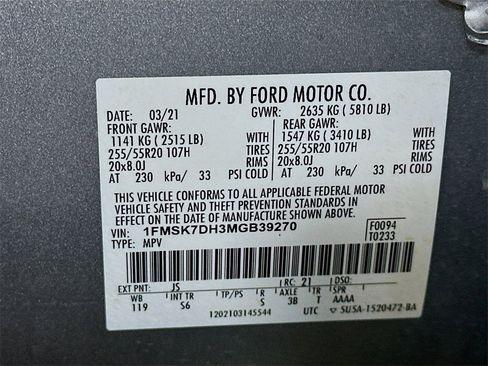 MFD. BY FORD MOTOR CO.
DATE: 03/21 GVWR: 2635 KG ( 5810 LB)
FRONT GAWR: REAR GAWR:
1141 KG ( 2515 LB) 1547 KG ( 3410 LB)
255/55R20 107H TIRES 255/55R20 107H TIRES
20x8.0J RIMS 20x8.0J RIMS
AT 230 kPa/ 33 PSI COLD AT 230 kPa/ 33 PSI COLD
THIS VEHICLE CONFORMS TO ALL APPLICABLE FEDERAL MOTOR
VEHICLE SAFETY AND THEFT PREVENTION STANDARDS IN
EFFECT ON THE DATE OF MANUFACTURE SHOWN ABOVE.
VIN: 1FMSK7DH3MGB39270 F0094
TYPE: MPV T0233
EXT PNT: JS RC: 21 DSO:
WB INT TR TP/PS R AXLE TR SPR
119 S6 S 3B T AAAA
1202103145544 UTC 5U5A-1520472-BA